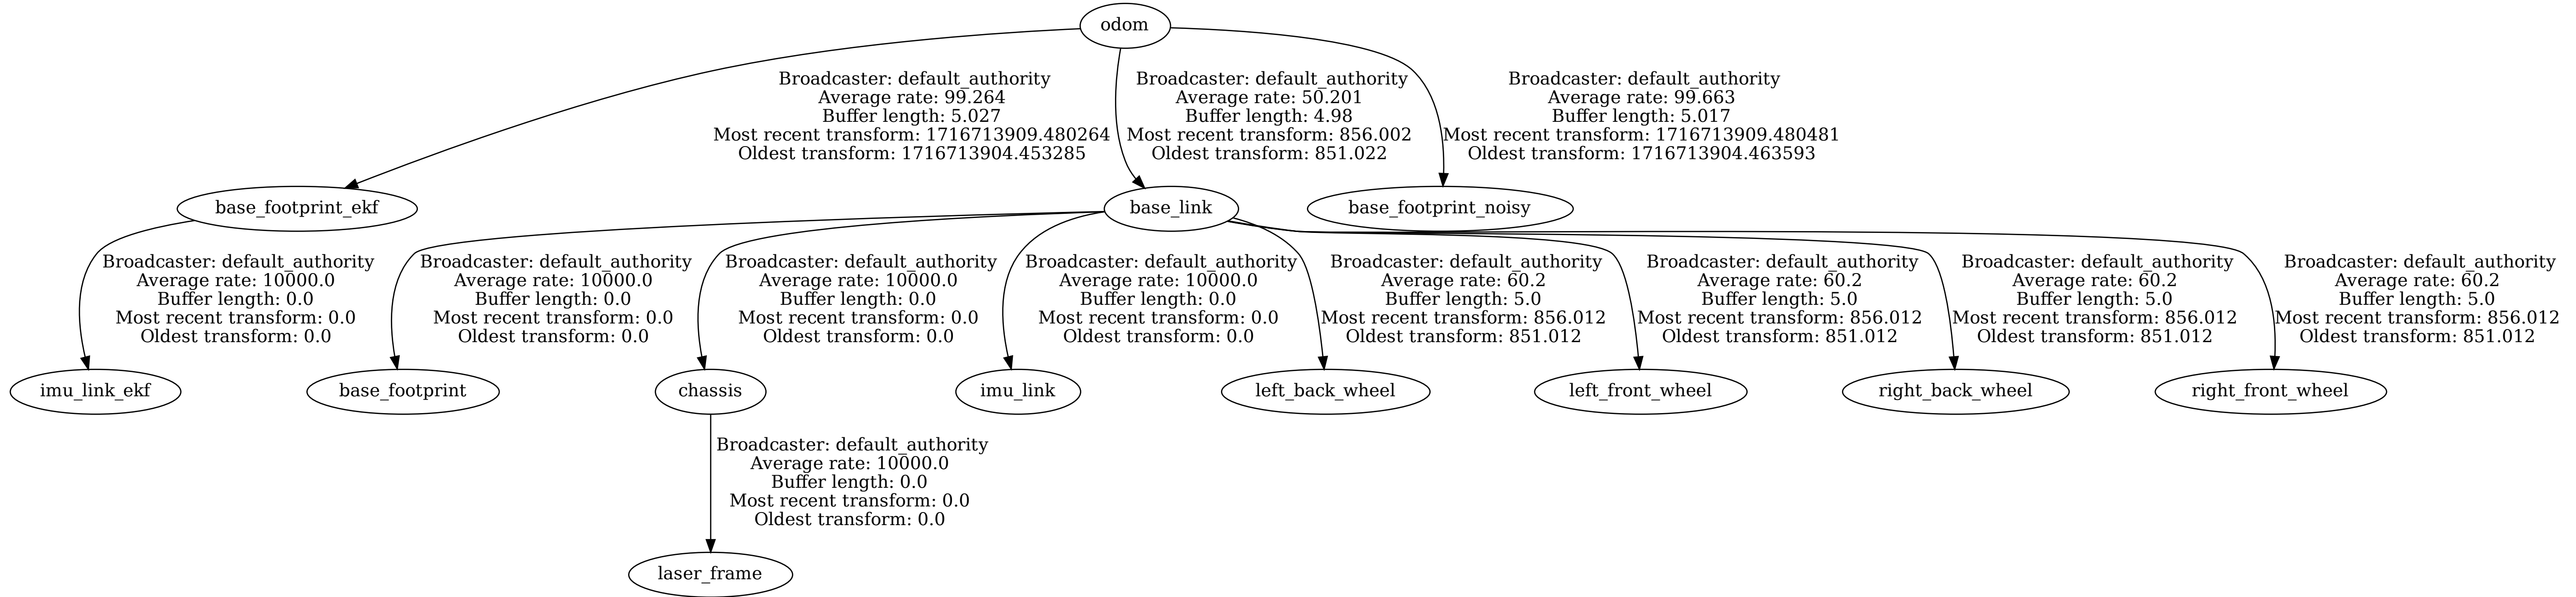 odom
Broadcaster: default_authority
Average rate: 99.264
Buffer length: 5.027
Most recent transform: 1716713909.480264
Oldest transform: 1716713904.453285
Broadcaster: default_authority
Average rate: 50.201
Buffer length: 4.98
Most recent transform: 856.002
Oldest transform: 851.022
Broadcaster: default_authority
Average rate: 99.663
Buffer length: 5.017
Most recent transform: 1716713909.480481
Oldest transform: 1716713904.463593
base_footprint_ekf
base_link
base_footprint_noisy
Broadcaster: default_authority
Average rate: 10000.0
Buffer length: 0.0
Most recent transform: 0.0
Oldest transform: 0.0
Broadcaster: default_authority
Average rate: 10000.0
Buffer length: 0.0
Most recent transform: 0.0
Oldest transform: 0.0
Broadcaster: default_authority
Average rate: 10000.0
Buffer length: 0.0
Most recent transform: 0.0
Oldest transform: 0.0
Broadcaster: default_authority
Average rate: 10000.0
Buffer length: 0.0
Most recent transform: 0.0
Oldest transform: 0.0
Broadcaster: default_authority
Average rate: 60.2
Buffer length: 5.0
Most recent transform: 856.012
Oldest transform: 851.012
Broadcaster: default_authority
Average rate: 60.2
Buffer length: 5.0
Most recent transform: 856.012
Oldest transform: 851.012
Broadcaster: default_authority
Average rate: 60.2
Buffer length: 5.0
Most recent transform: 856.012
Oldest transform: 851.012
Broadcaster: default_authority
Average rate: 60.2
Buffer length: 5.0
Most recent transform: 856.012
Oldest transform: 851.012
imu_link_ekf
base_footprint
chassis
imu_link
left_back_wheel
left_front_wheel
right_back_wheel
right_front_wheel
Broadcaster: default_authority
Average rate: 10000.0
Buffer length: 0.0
Most recent transform: 0.0
Oldest transform: 0.0
laser_frame